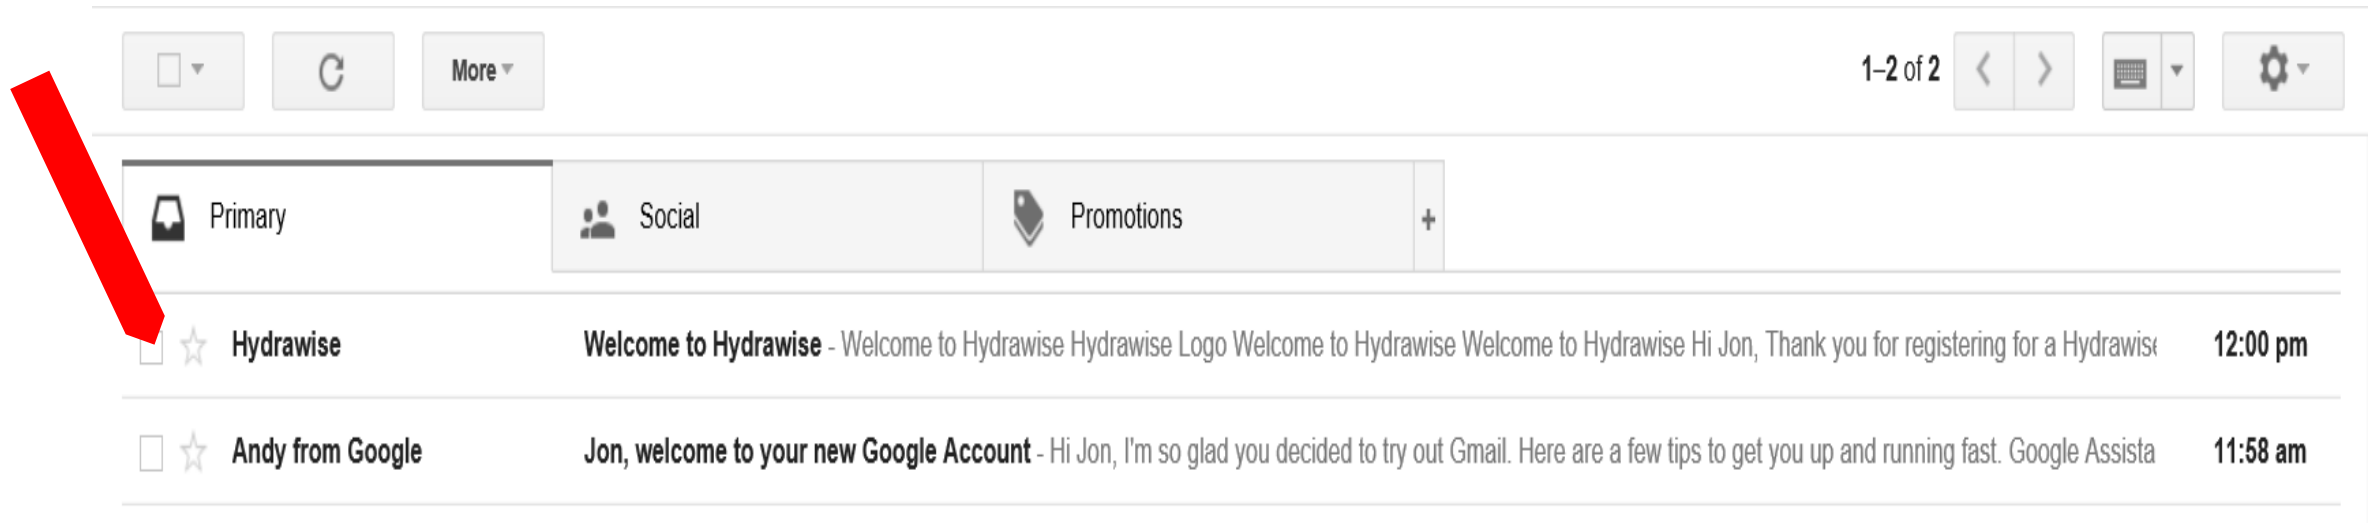 More
1–2 of 2
Primary
Social
Promotions
+
Hydrawise Welcome to Hydrawise - Welcome to Hydrawise Hydrawise Logo Welcome to Hydrawise Welcome to Hydrawise Hi Jon, Thank you for registering for a Hydrawise 12:00 pm
Andy from Google Jon, welcome to your new Google Account - Hi Jon, I'm so glad you decided to try out Gmail. Here are a few tips to get you up and running fast. Google Assista 11:58 am